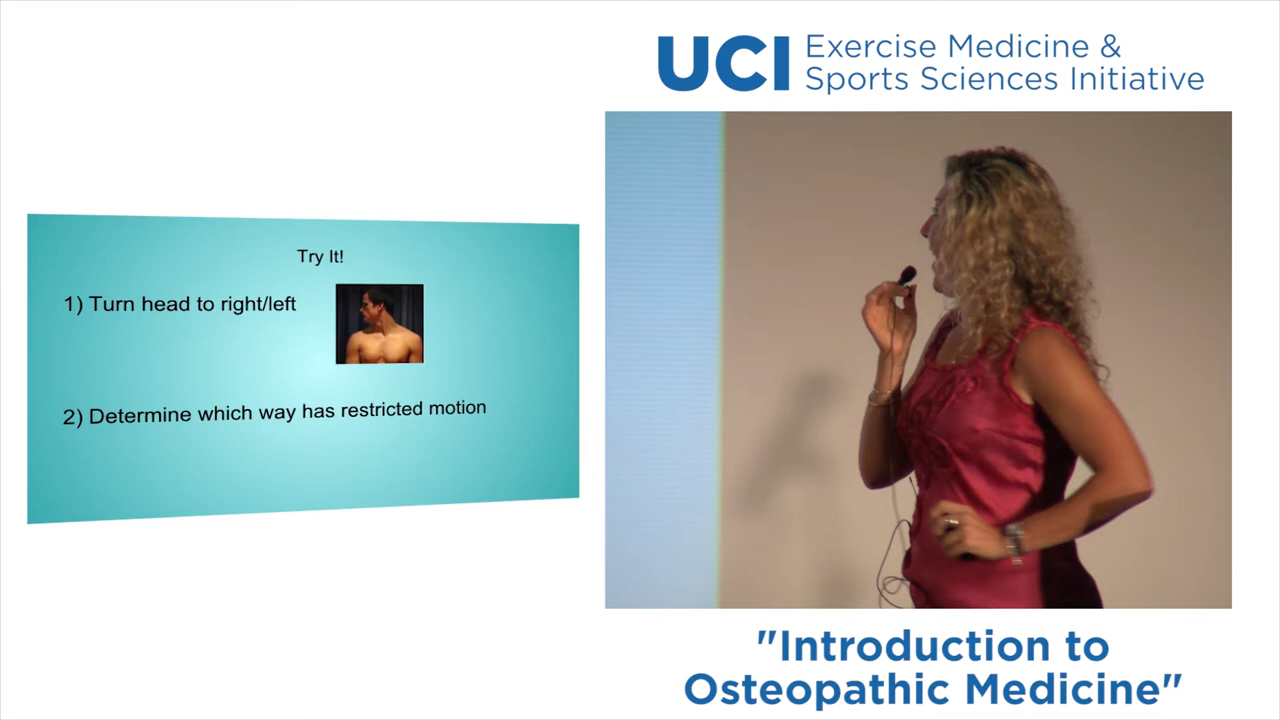 UCI Exercise Medicine &
Sports Sciences Initiative
Try It!
1) Turn head to right/left
2) Determine which way has restricted motion
"Introduction to
Osteopathic Medicine"